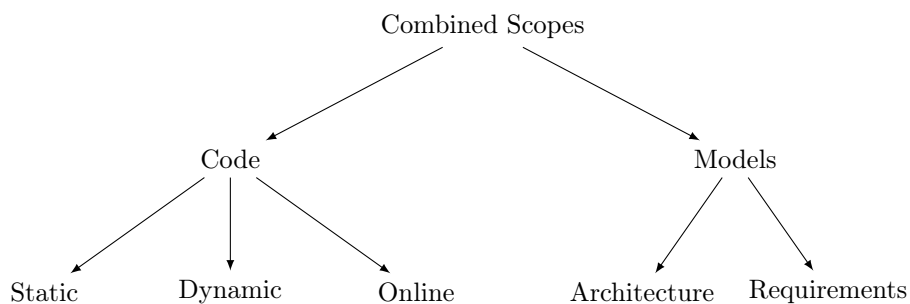 Combined Scopes
Code Models
Static Dynamic Online Architecture Requirements